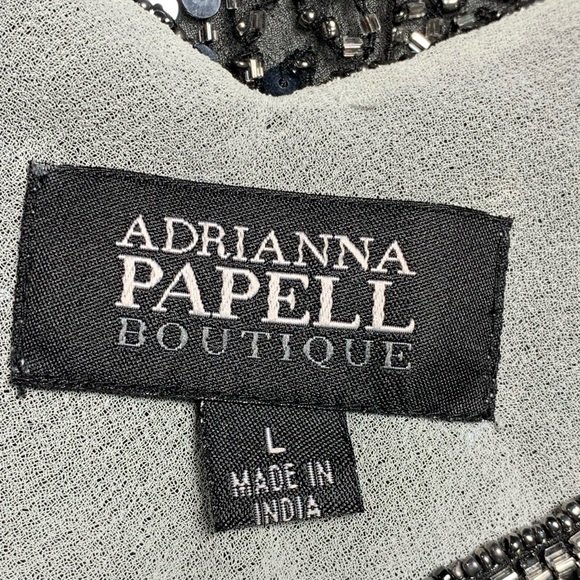 ADRIANNA
PAPELL
BOUTIQUE
L
MADE IN
INDIA